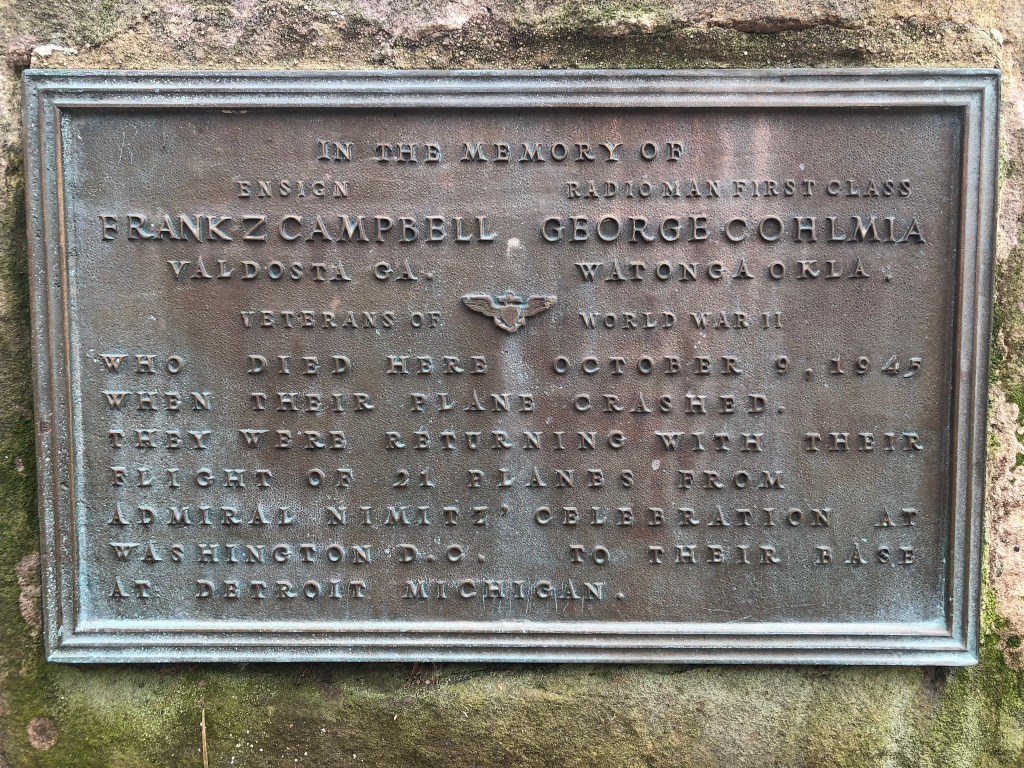 IN THE MEMORY OF
ENSIGN RADIOMAN FIRST CLASS
FRANK Z CAMPBELL GEORGE COHLMIA
VALDOSTA GA. WATONGA OKLA.
VETERANS OF WORLD WAR II
WHO DIED HERE OCTOBER 9, 1945
WHEN THEIR PLANE CRASHED.
THEY WERE RETURNING WITH THEIR
FLIGHT OF 21 PLANES FROM
ADMIRAL NIMITZ' CELEBRATION AT
WASHINGTON D.C. TO THEIR BASE
AT DETROIT MICHIGAN.